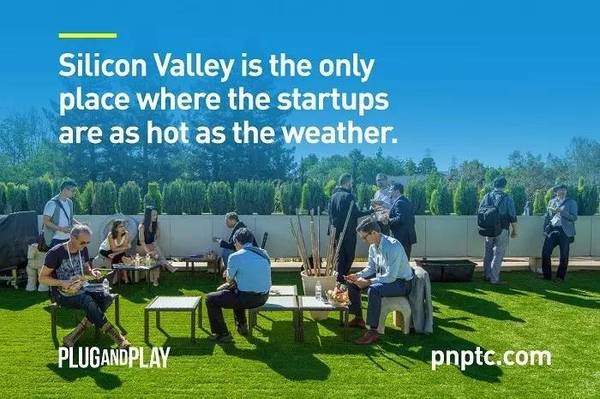 Silicon Valley is the only
place where the startups
are as hot as the weather.
PLUGANDPLAY
pnptc.com